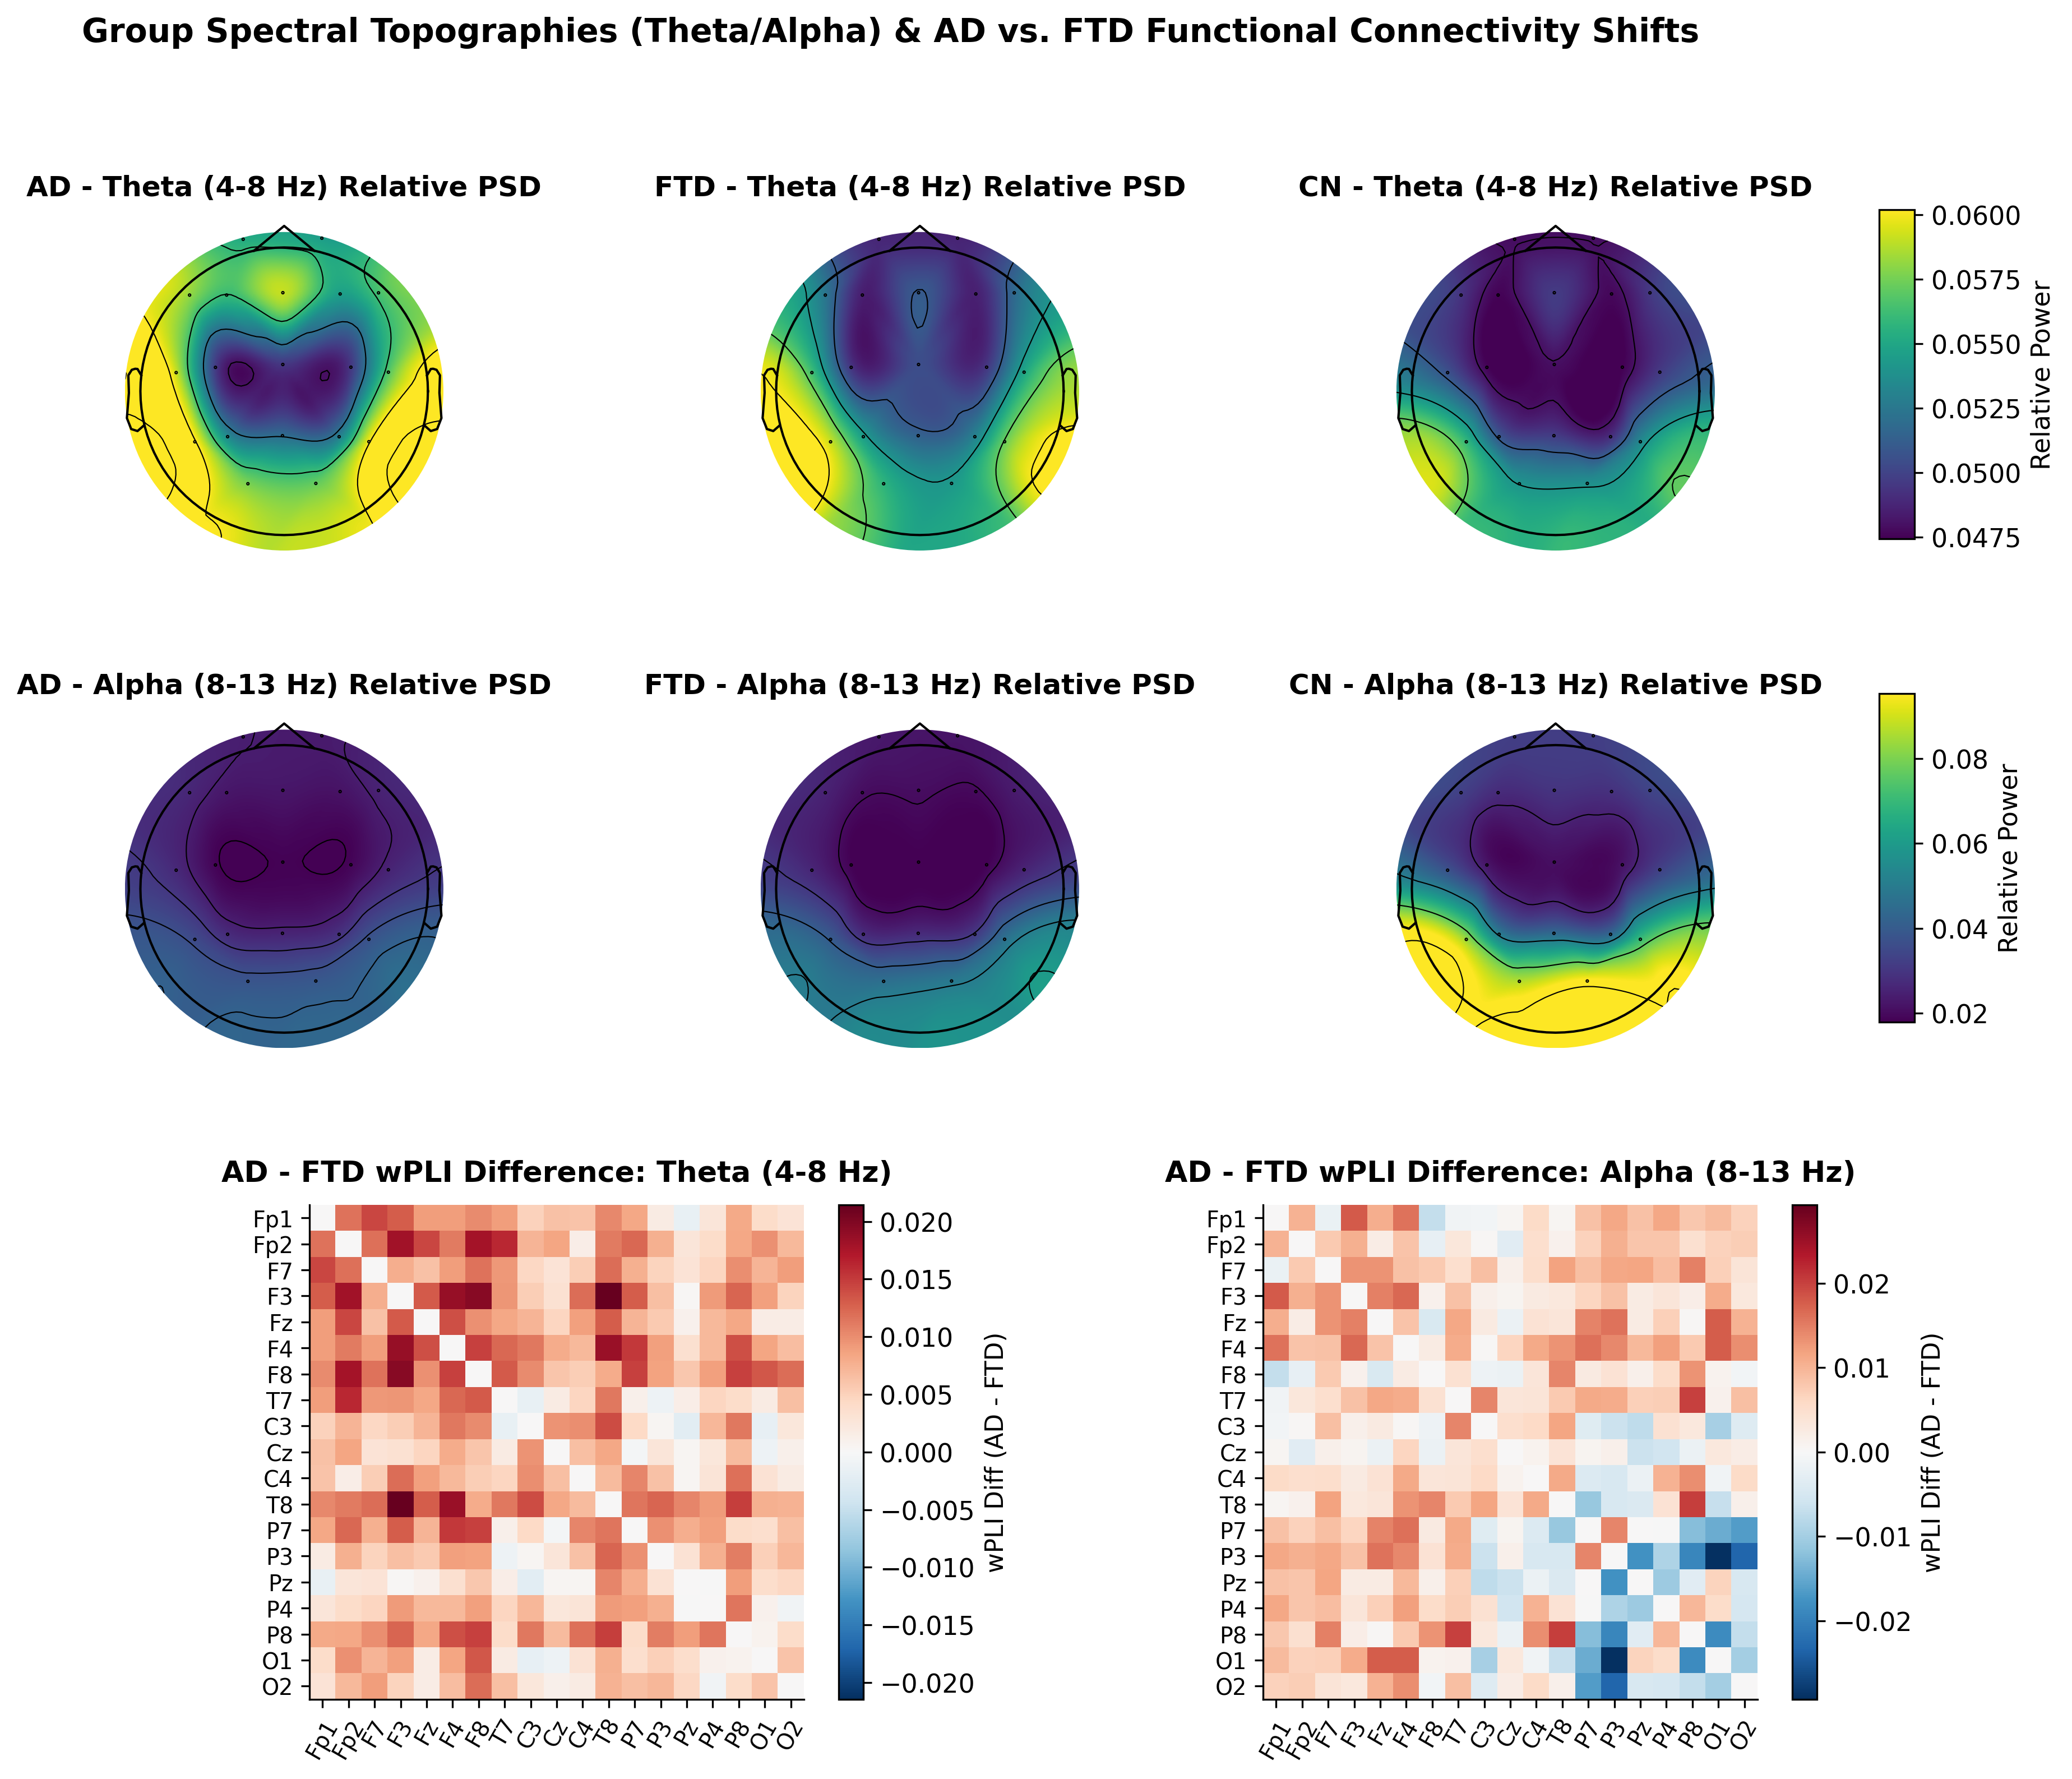 Group Spectral Topographies (Theta/Alpha) & AD vs. FTD Functional Connectivity Shifts
AD - Theta (4-8 Hz) Relative PSD
FTD - Theta (4-8 Hz) Relative PSD
CN - Theta (4-8 Hz) Relative PSD
0.0600
0.0575
0.0550
0.0525
0.0500
0.0475
Relative Power
AD - Alpha (8-13 Hz) Relative PSD
FTD - Alpha (8-13 Hz) Relative PSD
CN - Alpha (8-13 Hz) Relative PSD
0.08
0.06
0.04
0.02
Relative Power
AD - FTD wPLI Difference: Theta (4-8 Hz)
Fp1
Fp2
F7
F3
Fz
F4
F8
T7
C3
Cz
C4
T8
P7
P3
Pz
P4
P8
O1
O2
Fp1 Fp2 F7 F3 Fz F4 F8 T7 C3 Cz C4 T8 P7 P3 Pz P4 P8 O1 O2
0.020
0.015
0.010
0.005
0.000
−0.005
−0.010
−0.015
−0.020
wPLI Diff (AD - FTD)
AD - FTD wPLI Difference: Alpha (8-13 Hz)
Fp1
Fp2
F7
F3
Fz
F4
F8
T7
C3
Cz
C4
T8
P7
P3
Pz
P4
P8
O1
O2
Fp1 Fp2 F7 F3 Fz F4 F8 T7 C3 Cz C4 T8 P7 P3 Pz P4 P8 O1 O2
0.02
0.01
0.00
−0.01
−0.02
wPLI Diff (AD - FTD)